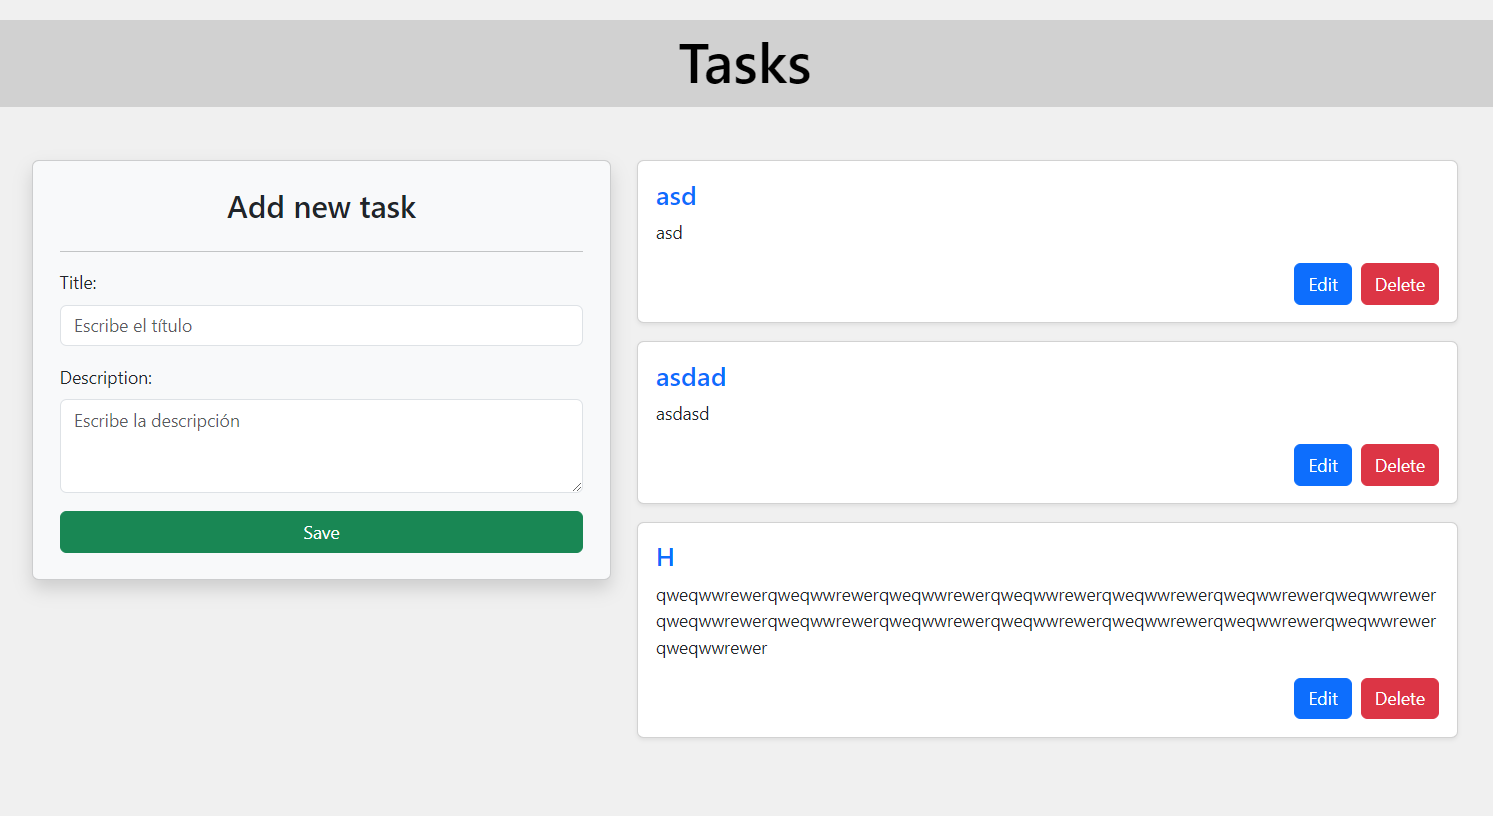 Tasks
Add new task
Title:
Escribe el título
Description:
Escribe la descripción
Save
asd
asd
Edit Delete
asdad
asdasd
Edit Delete
H
qweqwwrewerqweqwwrewerqweqwwrewerqweqwwrewerqweqwwrewerqweqwwrewerqweqwwrewer
qweqwwrewerqweqwwrewerqweqwwrewerqweqwwrewerqweqwwrewerqweqwwrewerqweqwwrewer
qweqwwrewer
Edit Delete